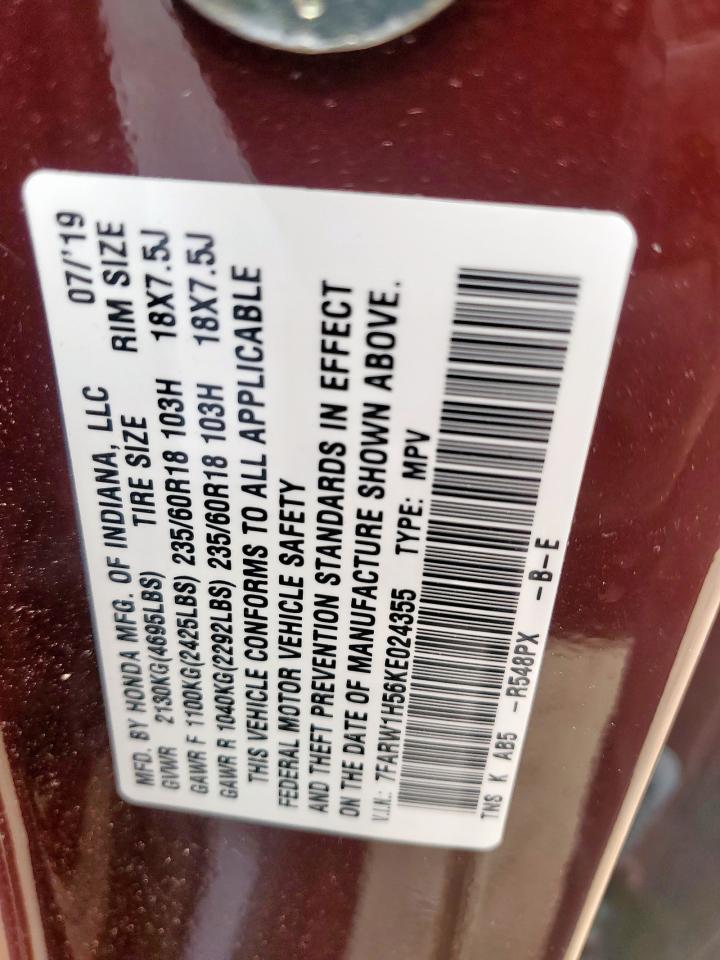 MFD. BY HONDA MFG. OF INDIANA, LLC 07/'19
GVWR 2130KG(4695LBS) TIRE SIZE RIM SIZE
GAWR F 1100KG(2425LBS) 235/60R18 103H 18X7.5J
GAWR R 1040KG(2292LBS) 235/60R18 103H 18X7.5J
THIS VEHICLE CONFORMS TO ALL APPLICABLE
FEDERAL MOTOR VEHICLE SAFETY
AND THEFT PREVENTION STANDARDS IN EFFECT
ON THE DATE OF MANUFACTURE SHOWN ABOVE.
V.I.N.: 7FARW1H56KE024355 TYPE: MPV
TNS K AB5 -R548PX -B-E